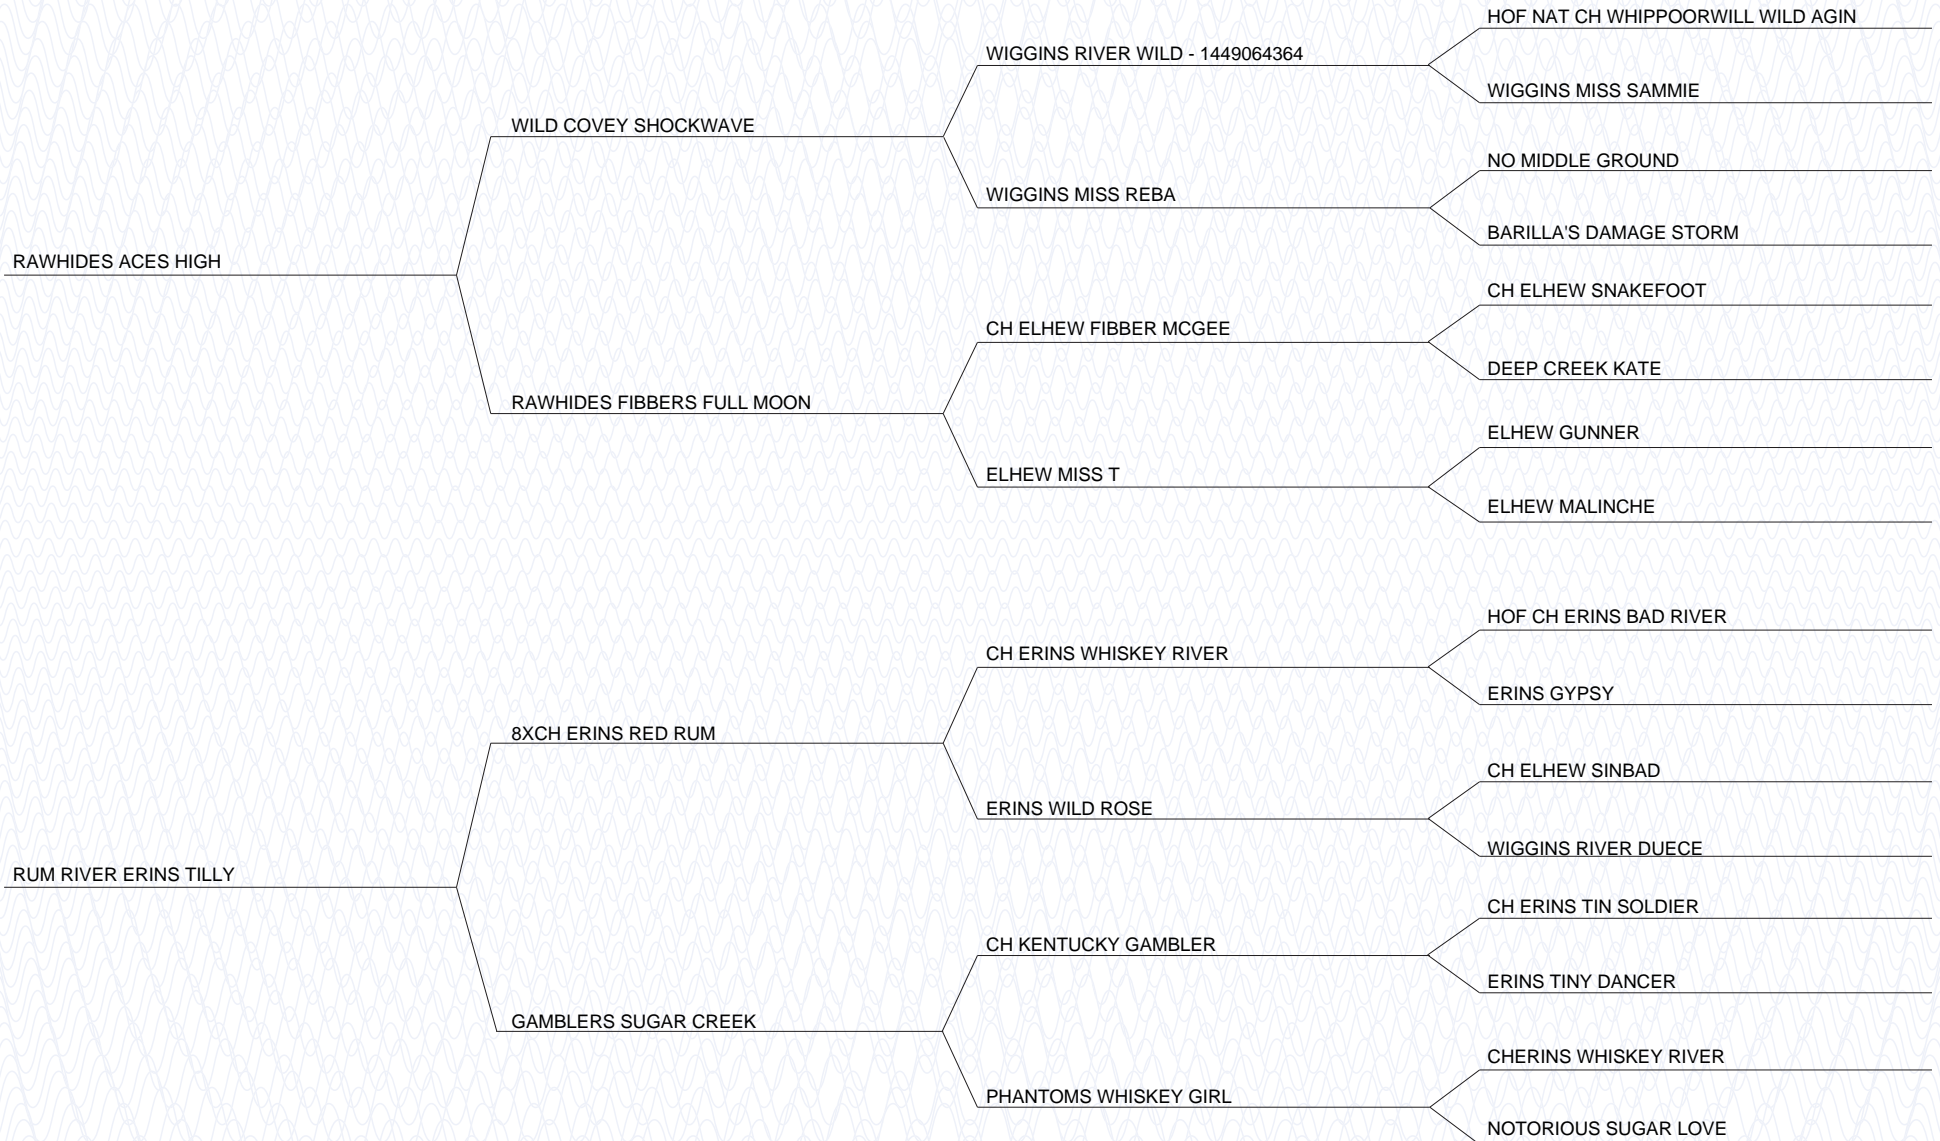 HOF NAT CH WHIPPOORWILL WILD AGIN
WIGGINS RIVER WILD - 1449064364
WIGGINS MISS SAMMIE
WILD COVEY SHOCKWAVE
NO MIDDLE GROUND
WIGGINS MISS REBA
BARILLA'S DAMAGE STORM
RAWHIDES ACES HIGH
CH ELHEW SNAKEFOOT
CH ELHEW FIBBER MCGEE
DEEP CREEK KATE
RAWHIDES FIBBERS FULL MOON
ELHEW GUNNER
ELHEW MISS T
ELHEW MALINCHE
HOF CH ERINS BAD RIVER
CH ERINS WHISKEY RIVER
ERINS GYPSY
8XCH ERINS RED RUM
CH ELHEW SINBAD
ERINS WILD ROSE
WIGGINS RIVER DUECE
RUM RIVER ERINS TILLY
CH ERINS TIN SOLDIER
CH KENTUCKY GAMBLER
ERINS TINY DANCER
GAMBLERS SUGAR CREEK
CHERINS WHISKEY RIVER
PHANTOMS WHISKEY GIRL
NOTORIOUS SUGAR LOVE